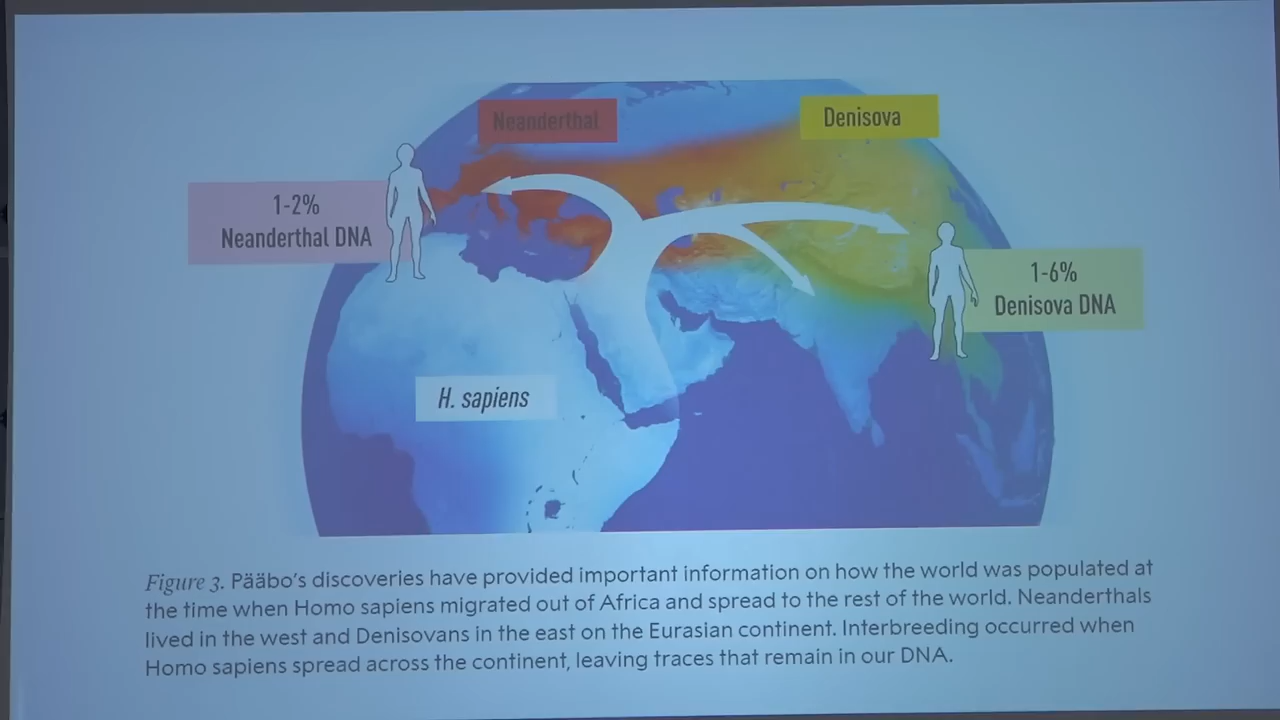 Neanderthal
Denisova
1-2%
Neanderthal DNA
1-6%
Denisova DNA
H. sapiens
Figure 3. Pääbo's discoveries have provided important information on how the world was populated at
the time when Homo sapiens migrated out of Africa and spread to the rest of the world. Neanderthals
lived in the west and Denisovans in the east on the Eurasian continent. Interbreeding occurred when
Homo sapiens spread across the continent, leaving traces that remain in our DNA.